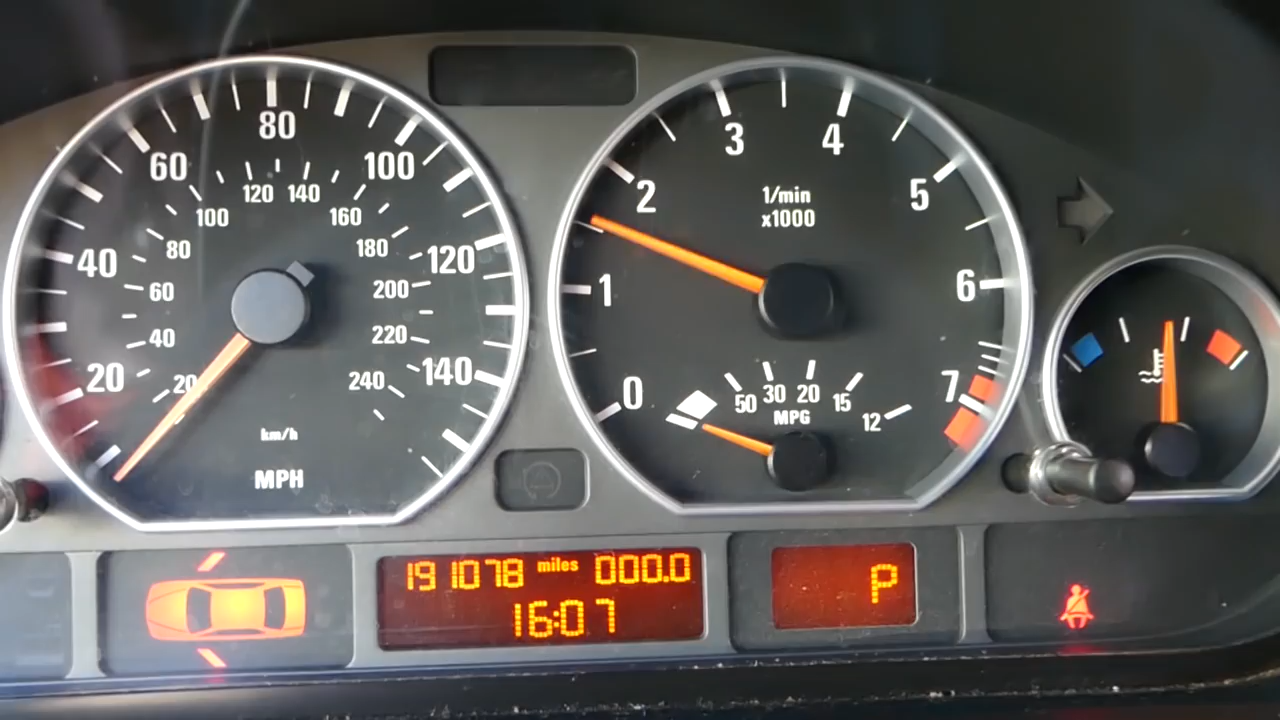 20 40 60 80 100 120 140
20 40 60 80 100 120 140 160 180 200 220 240
km/h
MPH
0 1 2 3 4 5 6 7
1/min
x1000
50 30 20 15 12
MPG
191078 miles 000.0
16:07
P